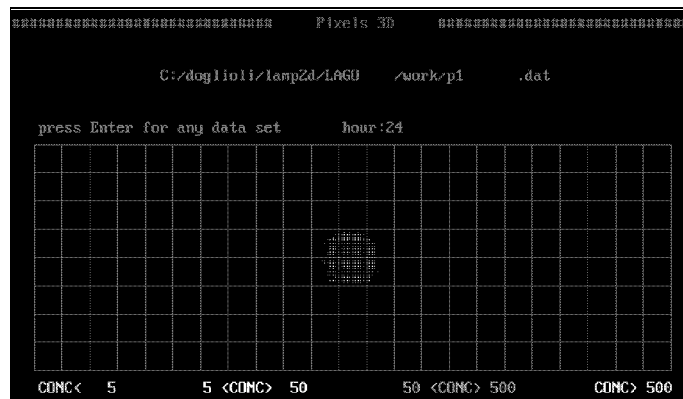 ############################## Pixels 3D ############################
C:/doglioli/lamp2d/LAGO /work/p1 .dat
press Enter for any data set hour:24
CONC< 5 5 <CONC> 50 50 <CONC> 500 CONC> 500